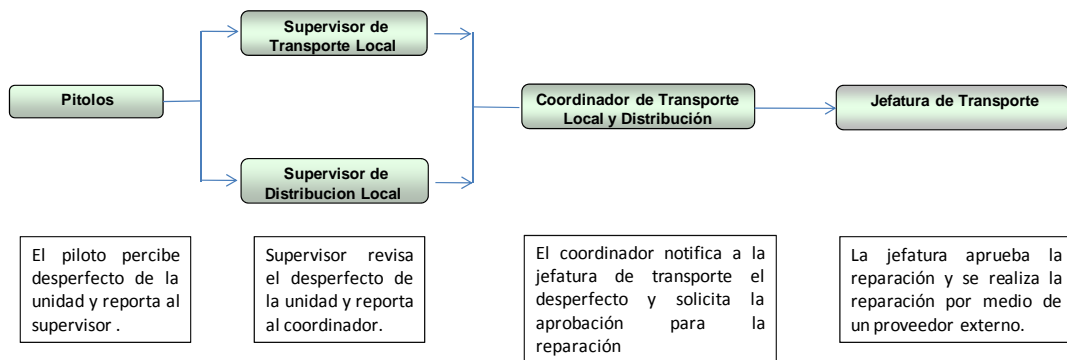 Supervisor de
Transporte Local
Pitolos
Coordinador de Transporte
Local y Distribución
Jefatura de Transporte
Supervisor de
Distribucion Local
El piloto percibe
desperfecto de la
unidad y reporta al
supervisor .
Supervisor revisa
el desperfecto de
la unidad y reporta
al coordinador.
El coordinador notifica a la
jefatura de transporte el
desperfecto y solicita la
aprobación para la
reparación
La jefatura aprueba la
reparación y se realiza la
reparación por medio de
un proveedor externo.